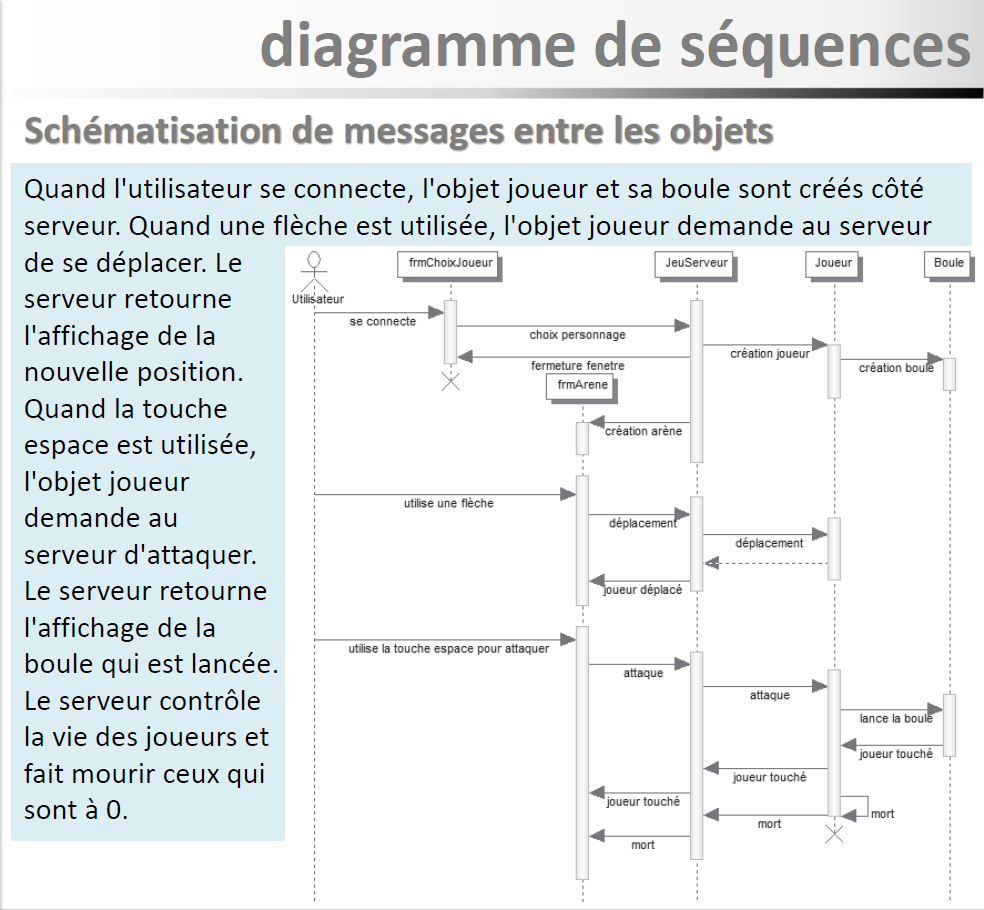 diagramme de séquences
Schématisation de messages entre les objets
Quand l'utilisateur se connecte, l'objet joueur et sa boule sont créés côté
serveur. Quand une flèche est utilisée, l'objet joueur demande au serveur
de se déplacer. Le
serveur retourne
l'affichage de la
nouvelle position.
Quand la touche
espace est utilisée,
l'objet joueur
demande au
serveur d'attaquer.
Le serveur retourne
l'affichage de la
boule qui est lancée.
Le serveur contrôle
la vie des joueurs et
fait mourir ceux qui
sont à 0.
frmChoixJoueur
JeuServeur
Joueur
Boule
Utilisateur
se connecte
choix personnage
création joueur
création boule
fermeture fenetre
frmArene
création arène
utilise une flèche
déplacement
déplacement
joueur déplacé
utilise la touche espace pour attaquer
attaque
attaque
lance la boule
joueur touché
joueur touché
joueur touché
mort
mort
mort